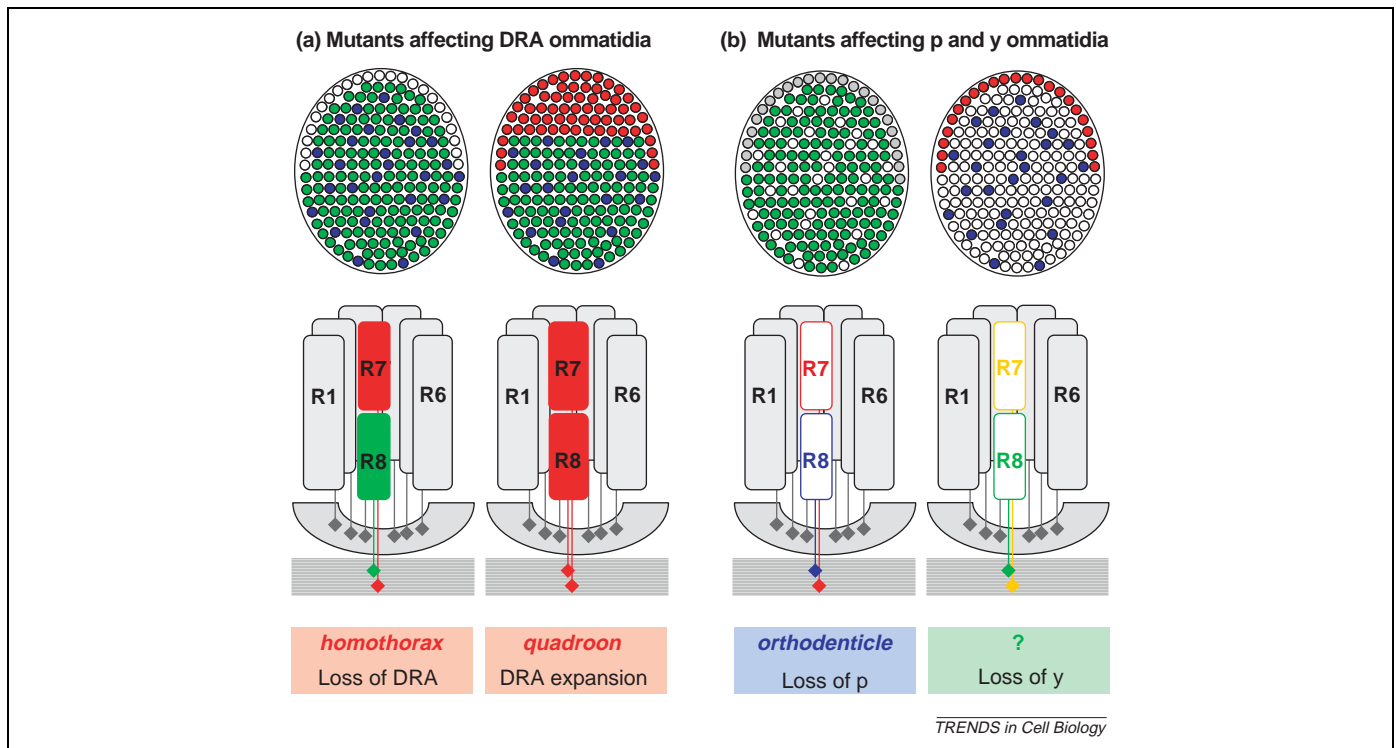 (a) Mutants affecting DRA ommatidia
(b) Mutants affecting p and y ommatidia
R7
R1
R6
R8
R7
R1
R6
R8
R7
R1
R6
R8
R7
R1
R6
R8
homothorax
Loss of DRA
quadroon
DRA expansion
orthodenticle
Loss of p
?
Loss of y
TRENDS in Cell Biology